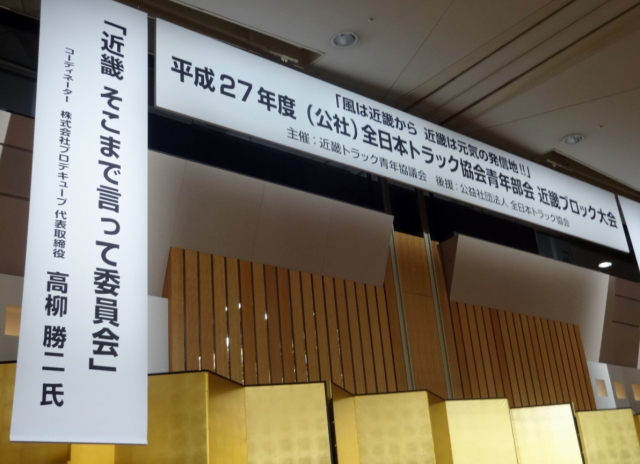 「風は近畿から 近畿は元気の発信地!!」
平成27年度 (公社)全日本トラック協会青年部会 近畿ブロック大会
主催：近畿トラック青年協議会 後援：公益社団法人 全日本トラック協会
「近畿 そこまで言って委員会」
コーディネーター 株式会社プロデキューブ 代表取締役 高柳 勝二 氏